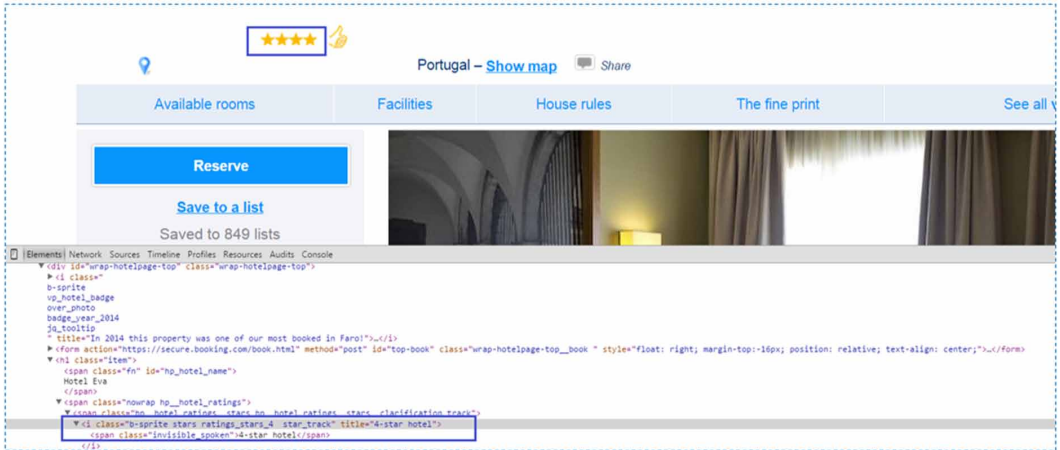 Portugal – Show map Share
Available rooms Facilities House rules The fine print See all
Reserve
Save to a list
Saved to 849 lists
Elements Network Sources Timeline Profiles Resources Audits Console
▼<div id="wrap-hotelpage-top" class="wrap-hotelpage-top">
▶<i class="
b-sprite
vp_hotel_badge
over_photo
badge_year_2014
jq_tooltip
" title="In 2014 this property was one of our most booked in Faro!">…</i>
▶<form action="https://secure.booking.com/book.html" method="post" id="top-book" class="wrap-hotelpage-top__book " style="float: right; margin-top:-16px; position: relative; text-align: center;">…</form>
▼<h1 class="item">
<span class="fn" id="hp_hotel_name">
Hotel Eva
</span>
▼<span class="nowrap hp__hotel_ratings">
▼<span class="hp__hotel_ratings__stars hp__hotel_ratings__stars__clarification_track">
▼<i class="b-sprite stars ratings_stars_4  star_track" title="4-star hotel">
<span class="invisible_spoken">4-star hotel</span>
</i>